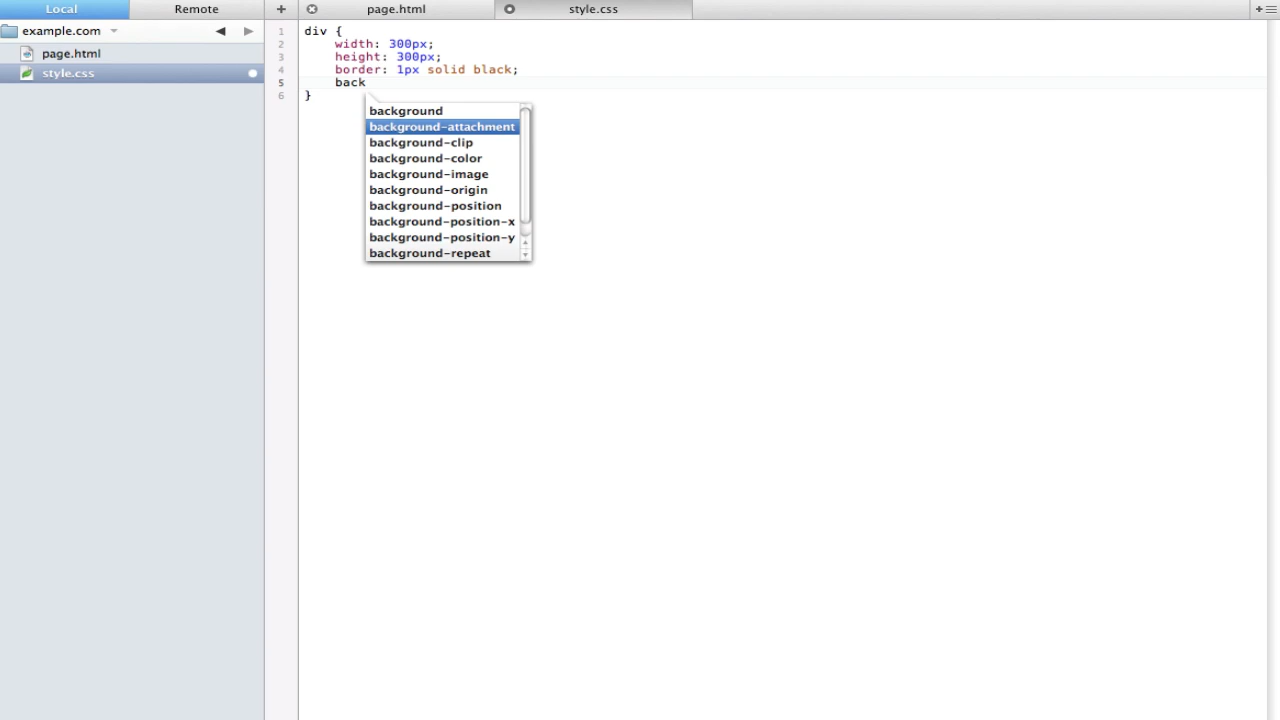 Local Remote + page.html style.css
example.com
page.html
style.css
1 div {
2 width: 300px;
3 height: 300px;
4 border: 1px solid black;
5 back
6 }
background
background-attachment
background-clip
background-color
background-image
background-origin
background-position
background-position-x
background-position-y
background-repeat